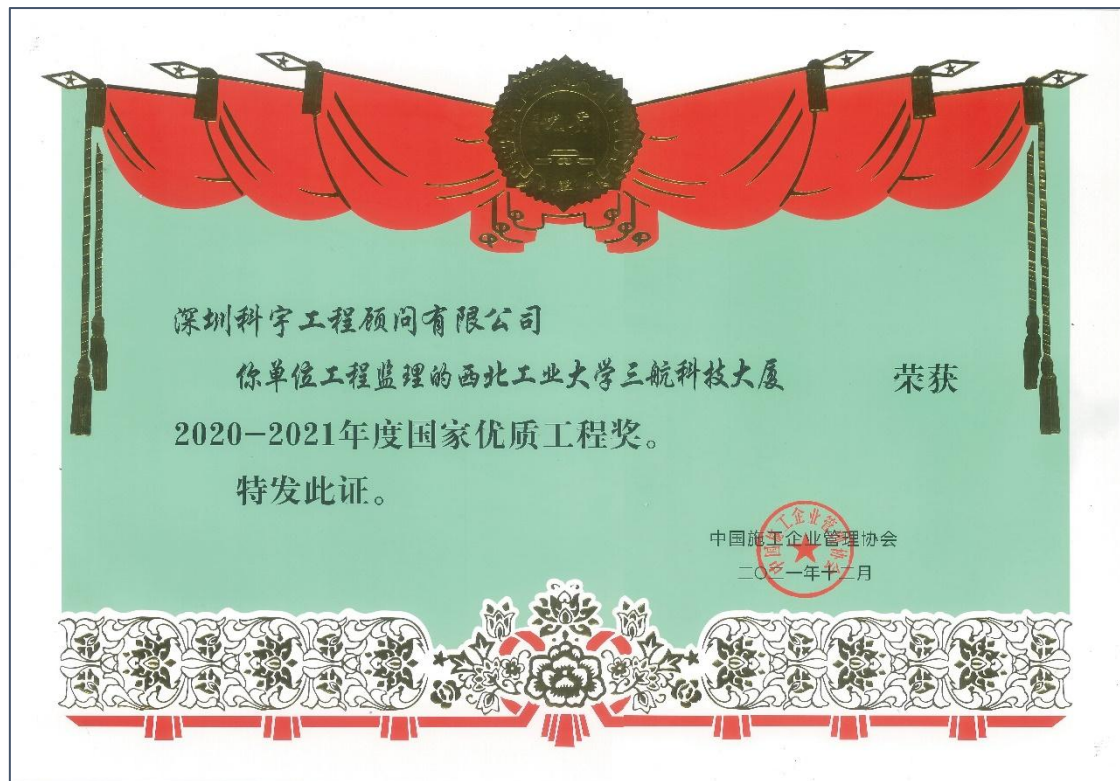 深圳科宇工程顾问有限公司
你单位工程监理的西北工业大学三航科技大厦 荣获
2020-2021年度国家优质工程奖。
特发此证。
中国施工企业管理协会
二〇二一年十二月